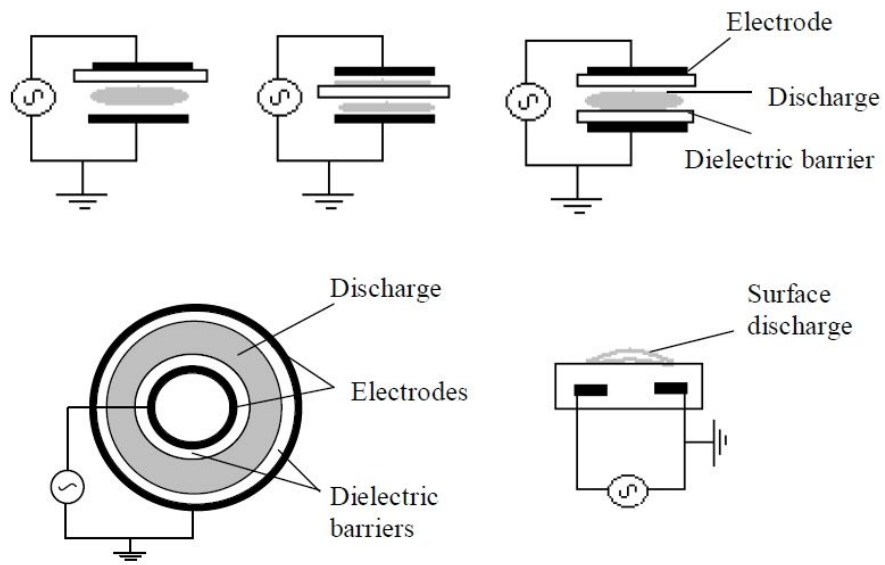 Electrode
Discharge
Dielectric barrier
Discharge
Electrodes
Dielectric
barriers
Surface
discharge